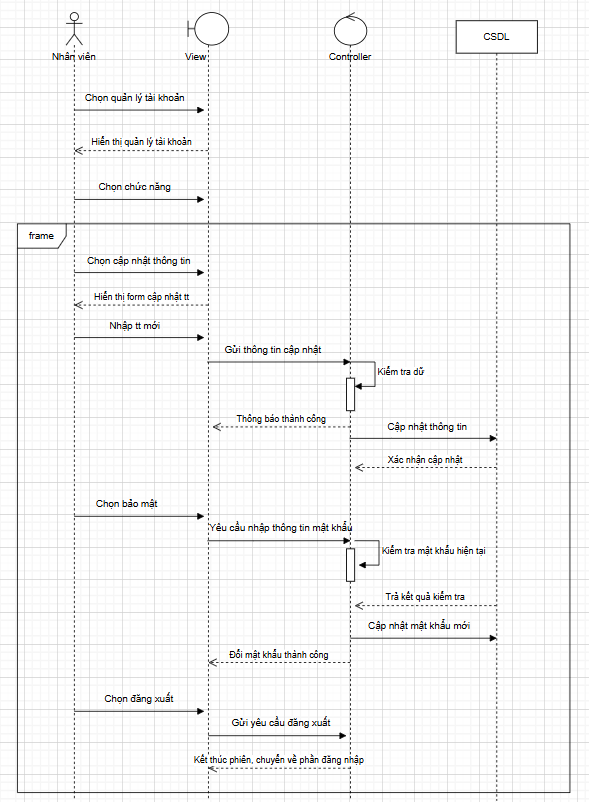 CSDL
Nhân viên
View
Controller
Chọn quản lý tài khoản
Hiển thị quản lý tài khoản
Chọn chức năng
frame
Chọn cập nhật thông tin
Hiển thị form cập nhật tt
Nhập tt mới
Gửi thông tin cập nhật
Kiểm tra dữ
Thông báo thành công
Cập nhật thông tin
Xác nhận cập nhật
Chọn bảo mật
Yêu cầu nhập thông tin mật khẩu
Kiểm tra mật khẩu hiện tại
Trả kết quả kiểm tra
Cập nhật mật khẩu mới
Đổi mật khẩu thành công
Chọn đăng xuất
Gửi yêu cầu đăng xuất
Kết thúc phiên, chuyển về phần đăng nhập